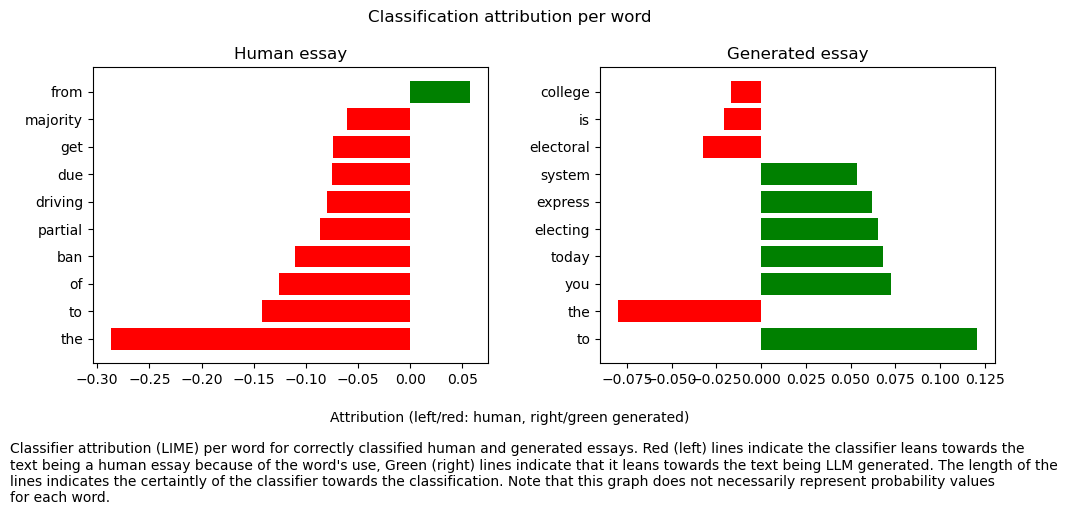 Classification attribution per word
Human essay
from
majority
get
due
driving
partial
ban
of
to
the
−0.30 −0.25 −0.20 −0.15 −0.10 −0.05 0.00 0.05
Generated essay
college
is
electoral
system
express
electing
today
you
the
to
−0.075 −0.050 −0.025 0.000 0.025 0.050 0.075 0.100 0.125
Attribution (left/red: human, right/green generated)
Classifier attribution (LIME) per word for correctly classified human and generated essays. Red (left) lines indicate the classifier leans towards the
text being a human essay because of the word's use, Green (right) lines indicate that it leans towards the text being LLM generated. The length of the
lines indicates the certaintly of the classifier towards the classification. Note that this graph does not necessarily represent probability values
for each word.